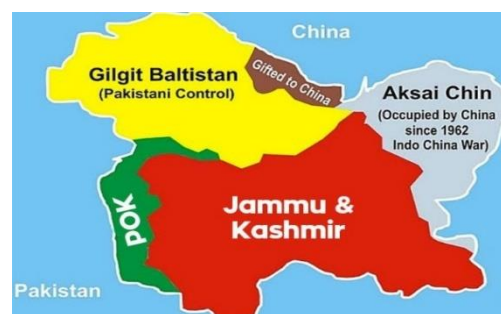 China
Gilgit Baltistan
(Pakistani Control)
Gifted to China
Aksai Chin
(Occupied by China
since 1962
Indo China War)
POK
Jammu &
Kashmir
Pakistan